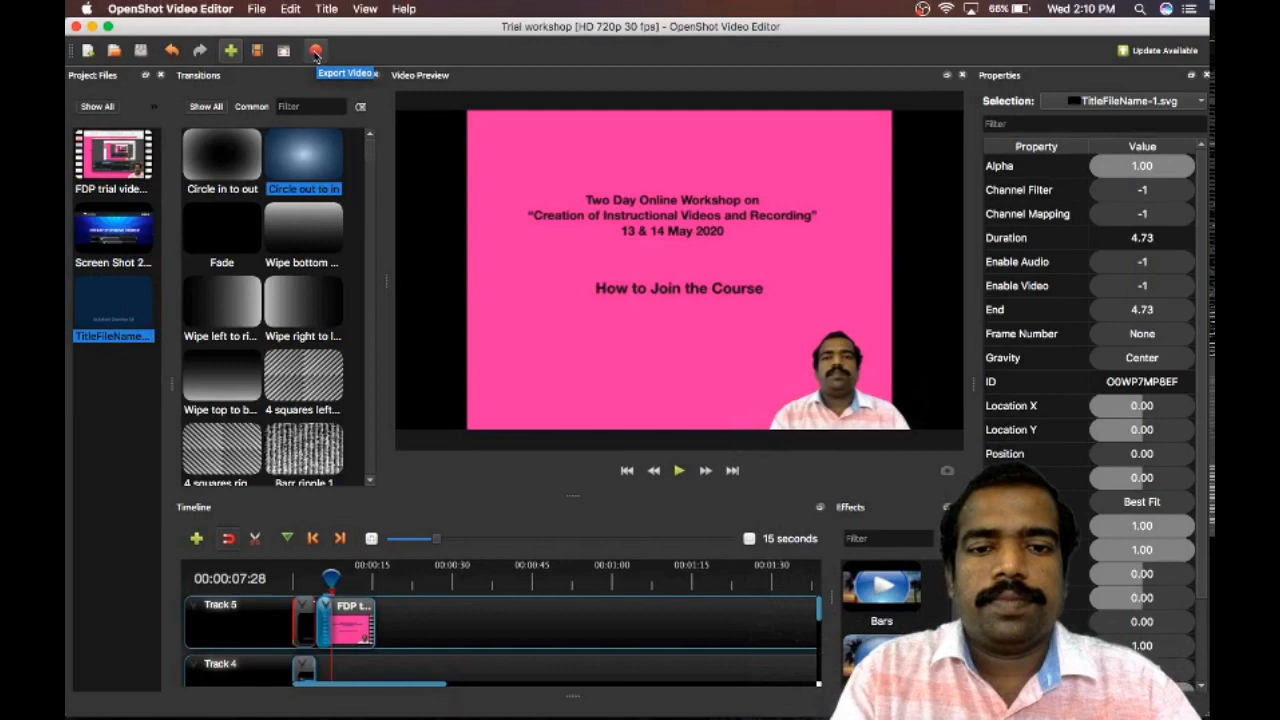 OpenShot Video Editor File Edit Title View Help 66% Wed 2:10 PM
Trial workshop [HD 720p 30 fps] - OpenShot Video Editor
Export Video
Update Available
Project Files
Transitions
Video Preview
Properties
Show All
Show All Common Filter
Selection: TitleFileName-1.svg
Filter
Property Value
Alpha 1.00
Channel Filter -1
Channel Mapping -1
Duration 4.73
Enable Audio -1
Enable Video -1
End 4.73
Frame Number None
Gravity Center
ID O0WP7MP8EF
Location X 0.00
Location Y 0.00
Position 0.00
0.00
Best Fit
1.00
1.00
0.00
0.00
0.00
1.00
FDP trial vide...
Screen Shot 2...
TitleFileName...
Circle in to out
Circle out to in
Fade
Wipe bottom ...
Wipe left to ri...
Wipe right to l...
Wipe top to b...
4 squares left...
4 squares rig...
Barr ripple 1
Two Day Online Workshop on
“Creation of Instructional Videos and Recording”
13 & 14 May 2020
How to Join the Course
Timeline
Effects
15 seconds
Filter
00:00:07:28
00:00:15 00:00:30 00:00:45 00:01:00 00:01:15 00:01:30
Track 5
FDP t...
Track 4
Bars